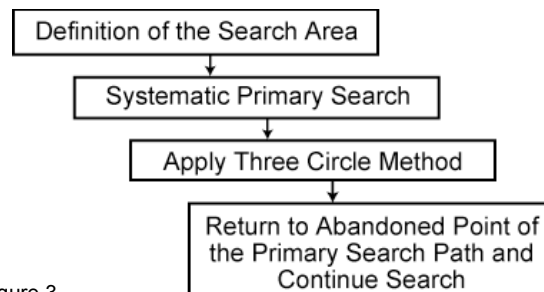 Definition of the Search Area
Systematic Primary Search
Apply Three Circle Method
Return to Abandoned Point of
the Primary Search Path and
Continue Search